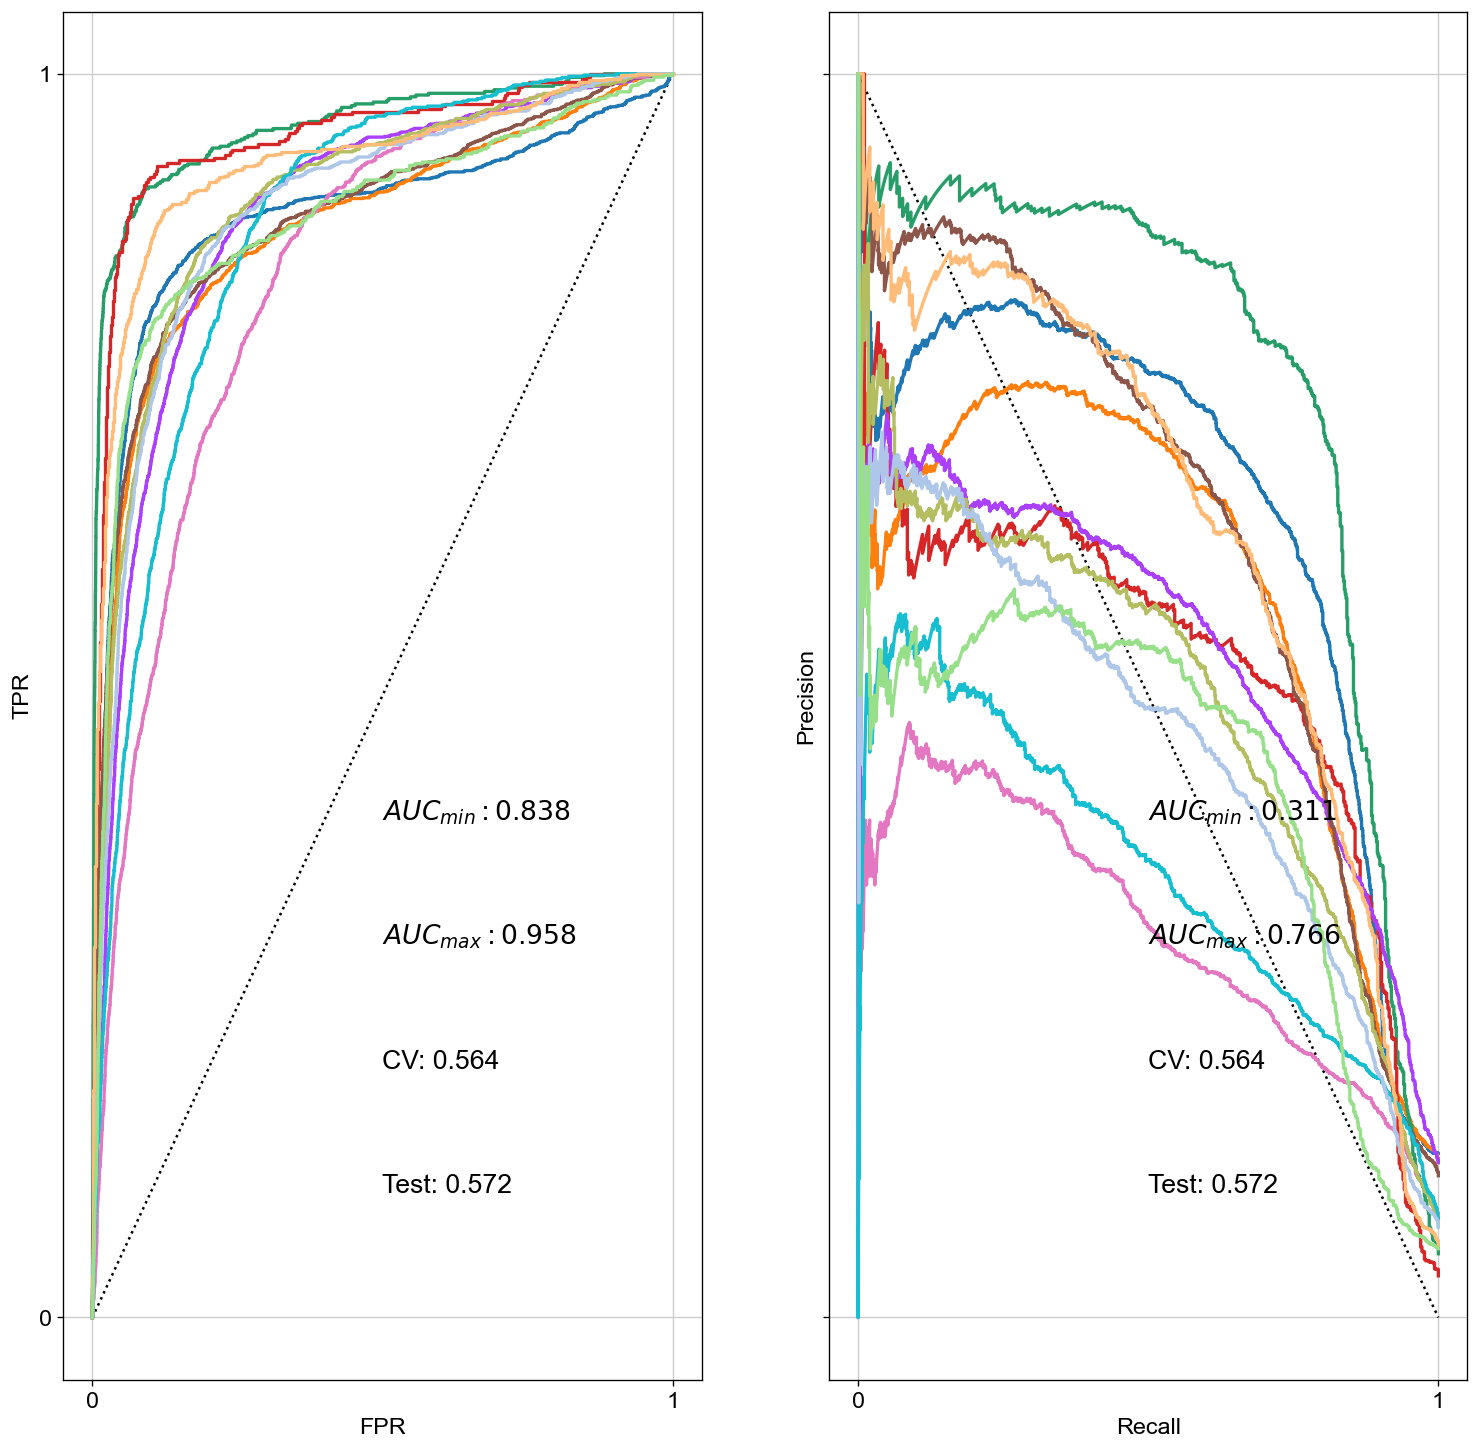 1
0
TPR
AUC_min : 0.838
AUC_max : 0.958
CV: 0.564
Test: 0.572
0
1
FPR
Precision
AUC_min : 0.311
AUC_max : 0.766
CV: 0.564
Test: 0.572
0
1
Recall